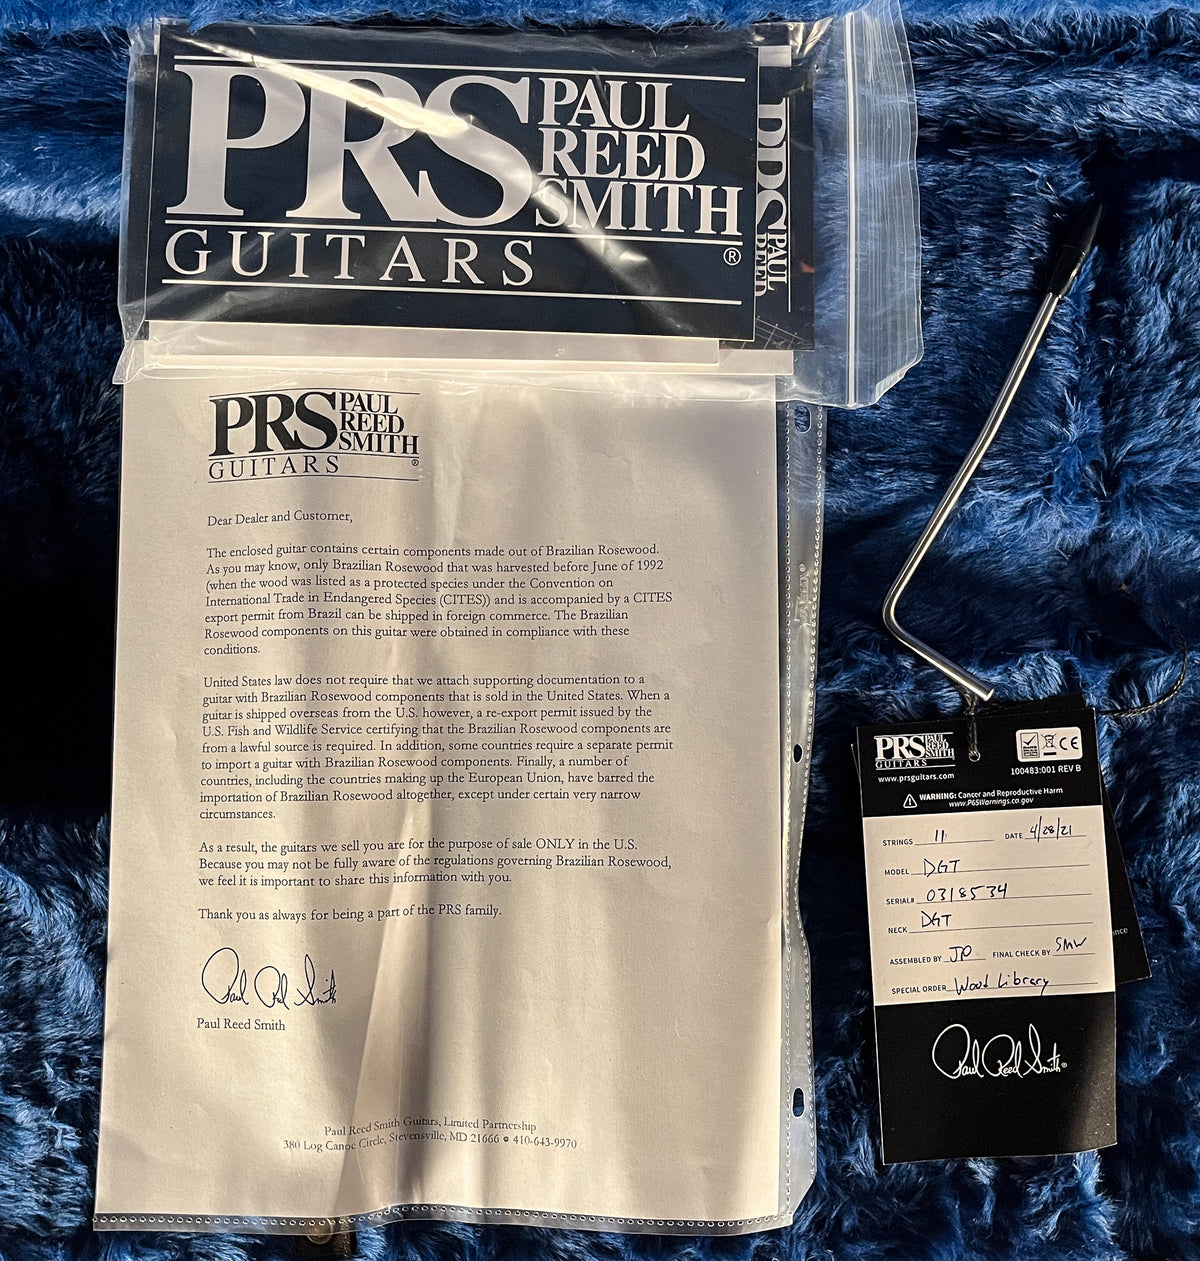 PRS PAUL
REED
SMITH
GUITARS ®
PRS PAUL
REED
PRS PAUL
REED
SMITH
GUITARS ®
Dear Dealer and Customer,
The enclosed guitar contains certain components made out of Brazilian Rosewood.
As you may know, only Brazilian Rosewood that was harvested before June of 1992
(when the wood was listed as a protected species under the Convention on
International Trade in Endangered Species (CITES)) and is accompanied by a CITES
export permit from Brazil can be shipped in foreign commerce. The Brazilian
Rosewood components on this guitar were obtained in compliance with these
conditions.
United States law does not require that we attach supporting documentation to a
guitar with Brazilian Rosewood components that is sold in the United States. When a
guitar is shipped overseas from the U.S. however, a re-export permit issued by the
U.S. Fish and Wildlife Service certifying that the Brazilian Rosewood components are
from a lawful source is required. In addition, some countries require a separate permit
to import a guitar with Brazilian Rosewood components. Finally, a number of
countries, including the countries making up the European Union, have barred the
importation of Brazilian Rosewood altogether, except under certain very narrow
circumstances.
As a result, the guitars we sell you are for the purpose of sale ONLY in the U.S.
Because you may not be fully aware of the regulations governing Brazilian Rosewood,
we feel it is important to share this information with you.
Thank you as always for being a part of the PRS family.
Paul Reed Smith
Paul Reed Smith
Paul Reed Smith Guitars, Limited Partnership
380 Log Canoe Circle, Stevensville, MD 21666 ● 410-643-9970
PRS PAUL
REED
SMITH
GUITARS
www.prsguitars.com
CE
100483:001 REV B
WARNING: Cancer and Reproductive Harm
www.P65Warnings.ca.gov
STRINGS 11 DATE 4/28/21
MODEL DGT
SERIAL# 0318534
NECK DGT
ASSEMBLED BY JP FINAL CHECK BY SMW
SPECIAL ORDER Wood Library
Paul Reed Smith®